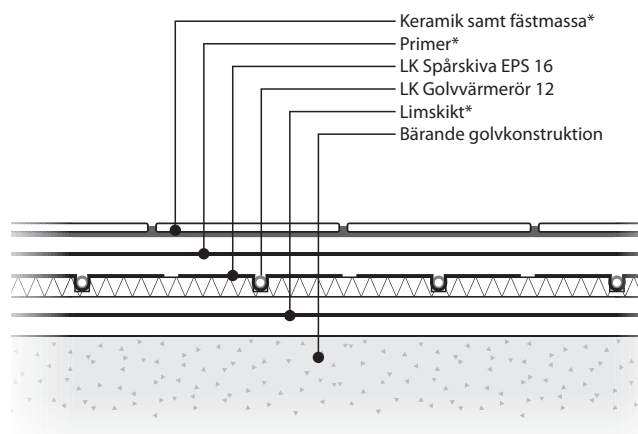 Keramik samt fästmassa*
Primer*
LK Spårskiva EPS 16
LK Golvvärmerör 12
Limskikt*
Bärande golvkonstruktion